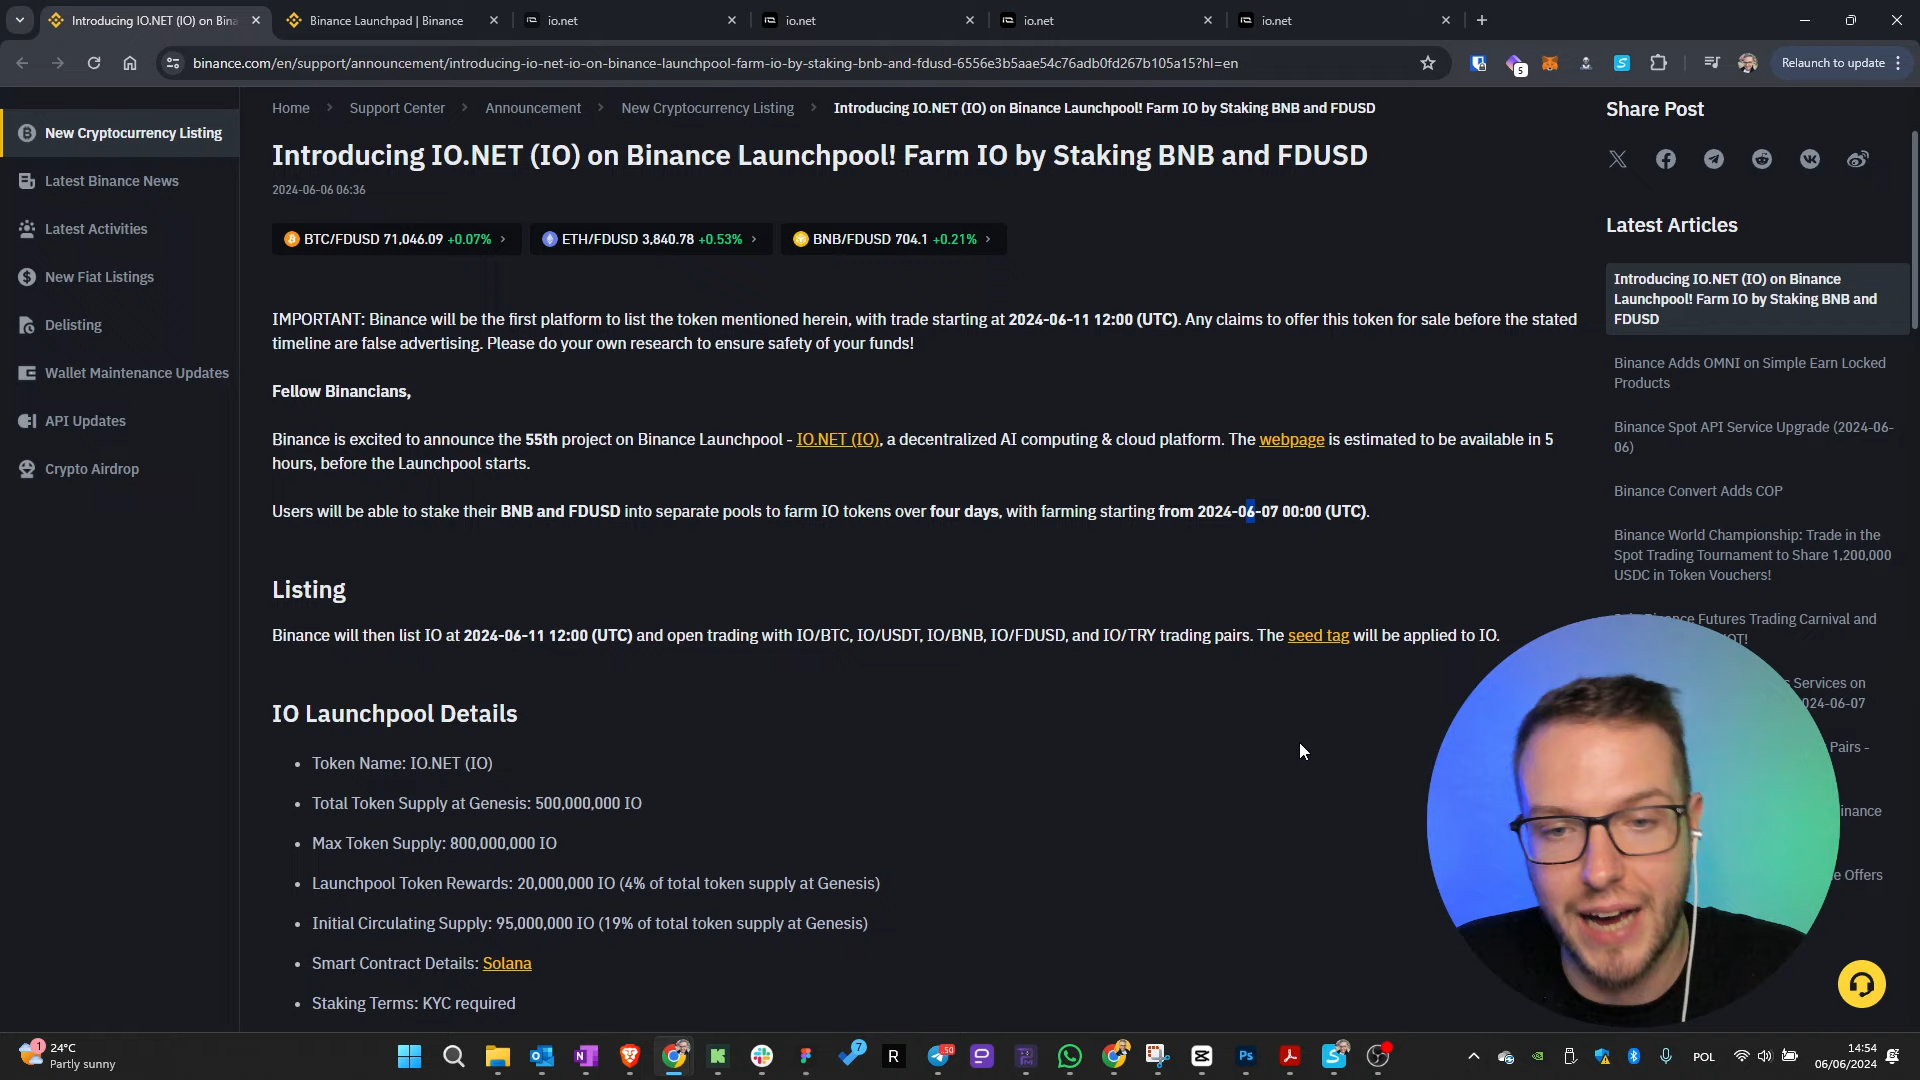 Introducing IO.NET (IO) on Bina
Binance Launchpad | Binance
io.net
io.net
io.net
io.net
binance.com/en/support/announcement/introducing-io-net-io-on-binance-launchpool-farm-io-by-staking-bnb-and-fdusd-6556e3b5aae54c76adb0fd267b105a15?hl=en
5
Relaunch to update
New Cryptocurrency Listing
Latest Binance News
Latest Activities
New Fiat Listings
Delisting
Wallet Maintenance Updates
API Updates
Crypto Airdrop
Home > Support Center > Announcement > New Cryptocurrency Listing > Introducing IO.NET (IO) on Binance Launchpool! Farm IO by Staking BNB and FDUSD
Introducing IO.NET (IO) on Binance Launchpool! Farm IO by Staking BNB and FDUSD
2024-06-06 06:36
BTC/FDUSD 71,046.09 +0.07% >
ETH/FDUSD 3,840.78 +0.53% >
BNB/FDUSD 704.1 +0.21% >
IMPORTANT: Binance will be the first platform to list the token mentioned herein, with trade starting at 2024-06-11 12:00 (UTC). Any claims to offer this token for sale before the stated
timeline are false advertising. Please do your own research to ensure safety of your funds!
Fellow Binancians,
Binance is excited to announce the 55th project on Binance Launchpool - IO.NET (IO), a decentralized AI computing & cloud platform. The webpage is estimated to be available in 5
hours, before the Launchpool starts.
Users will be able to stake their BNB and FDUSD into separate pools to farm IO tokens over four days, with farming starting from 2024-06-07 00:00 (UTC).
Listing
Binance will then list IO at 2024-06-11 12:00 (UTC) and open trading with IO/BTC, IO/USDT, IO/BNB, IO/FDUSD, and IO/TRY trading pairs. The seed tag will be applied to IO.
IO Launchpool Details
• Token Name: IO.NET (IO)
• Total Token Supply at Genesis: 500,000,000 IO
• Max Token Supply: 800,000,000 IO
• Launchpool Token Rewards: 20,000,000 IO (4% of total token supply at Genesis)
• Initial Circulating Supply: 95,000,000 IO (19% of total token supply at Genesis)
• Smart Contract Details: Solana
• Staking Terms: KYC required
Share Post
Latest Articles
Introducing IO.NET (IO) on Binance
Launchpool! Farm IO by Staking BNB and
FDUSD
Binance Adds OMNI on Simple Earn Locked
Products
Binance Spot API Service Upgrade (2024-06-
06)
Binance Convert Adds COP
Binance World Championship: Trade in the
Spot Trading Tournament to Share 1,200,000
USDC in Token Vouchers!
Futures Trading Carnival and
Services on
24-06-07
Pairs -
inance
e Offers
1
24°C
Partly sunny
7
R
50
POL
14:54
06/06/2024